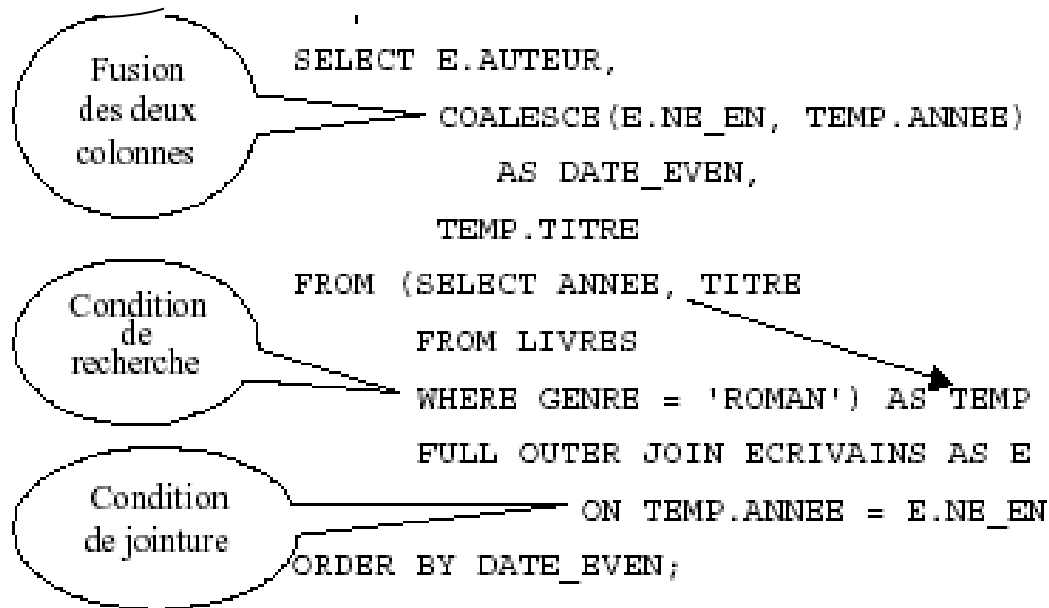 Fusion
des deux
colonnes
SELECT E.AUTEUR,
COALESCE(E.NE_EN, TEMP.ANNEE)
AS DATE_EVEN,
TEMP.TITRE
Condition
de
recherche
FROM (SELECT ANNEE, TITRE
FROM LIVRES
WHERE GENRE = 'ROMAN') AS TEMP
FULL OUTER JOIN ECRIVAINS AS E
Condition
de jointure
ON TEMP.ANNEE = E.NE_EN
ORDER BY DATE_EVEN;